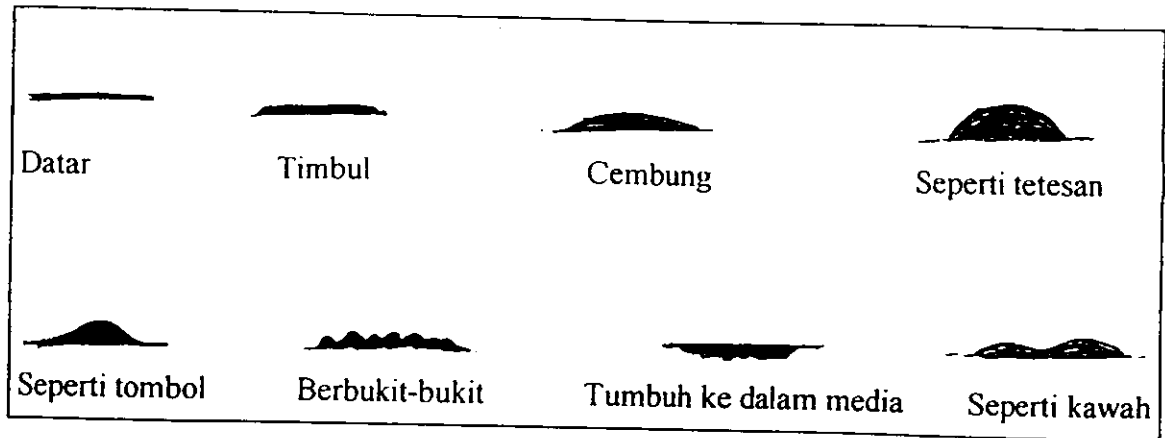 Datar Timbul Cembung Seperti tetesan
Seperti tombol Berbukit-bukit Tumbuh ke dalam media Seperti kawah